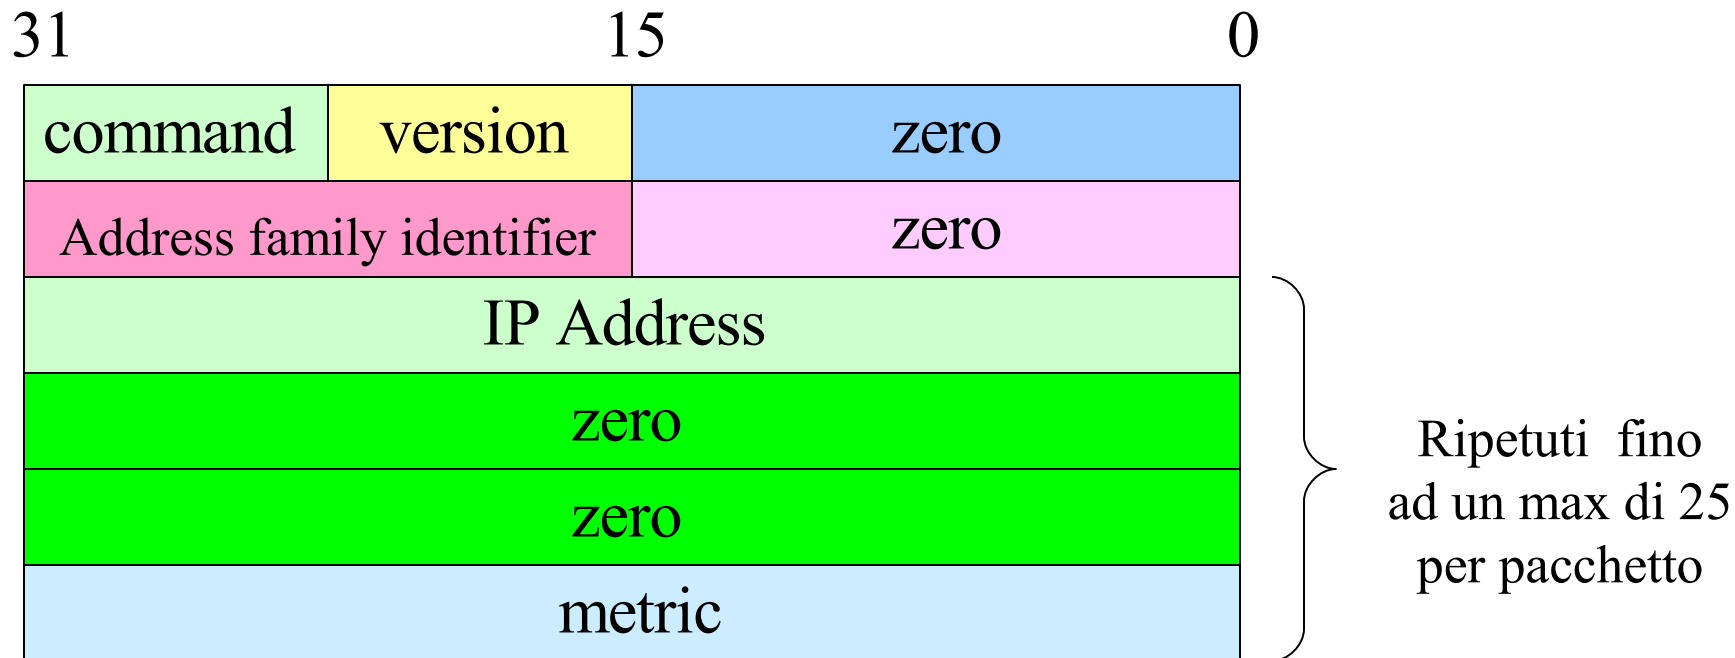 31 15 0
command version zero
Address family identifier zero
IP Address
zero
zero
metric
Ripetuti fino
ad un max di 25
per pacchetto